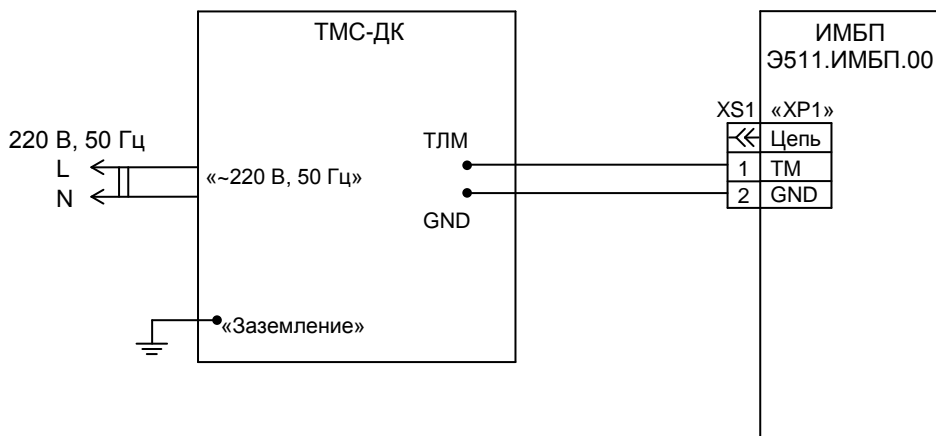 ТМС-ДК
ИМБП
Э511.ИМБП.00
XS1 «XP1»
Цепь
220 В, 50 Гц
L
N
«~220 В, 50 Гц»
ТЛМ
1 ТМ
2 GND
GND
«Заземление»